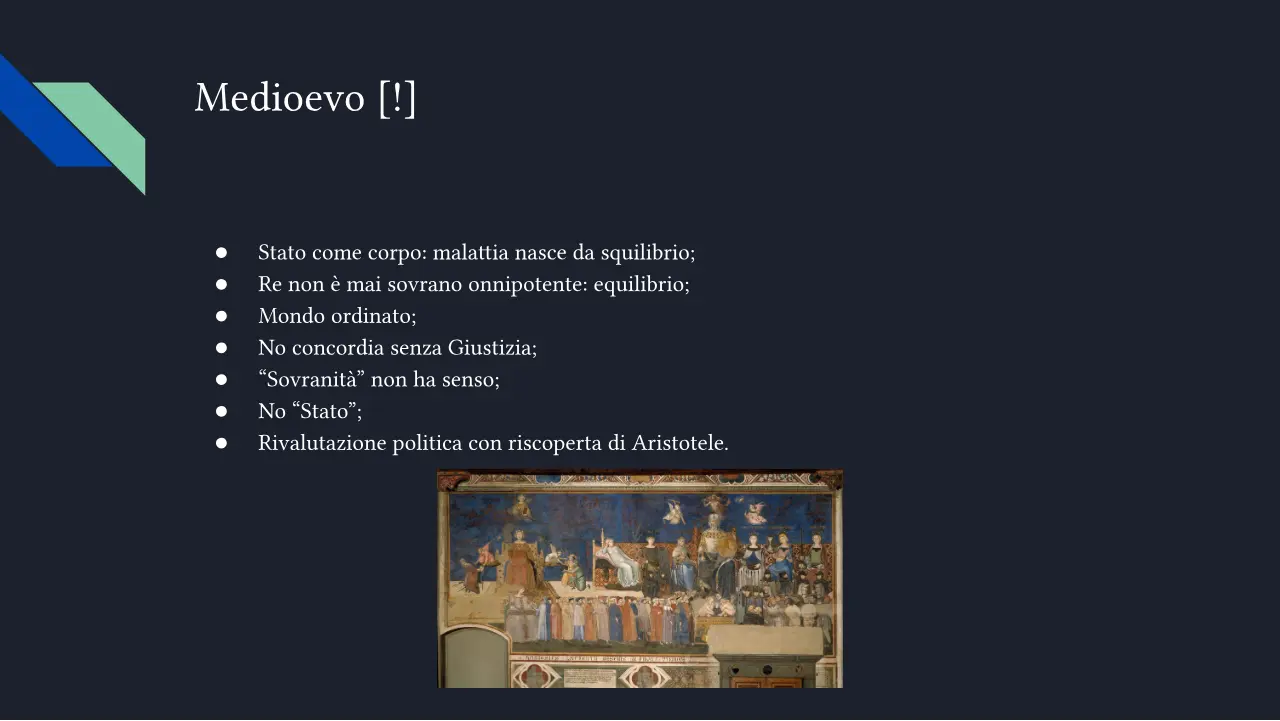 Medioevo [!]
● Stato come corpo: malattia nasce da squilibrio;
● Re non è mai sovrano onnipotente: equilibrio;
● Mondo ordinato;
● No concordia senza Giustizia;
● “Sovranità” non ha senso;
● No “Stato”;
● Rivalutazione politica con riscoperta di Aristotele.